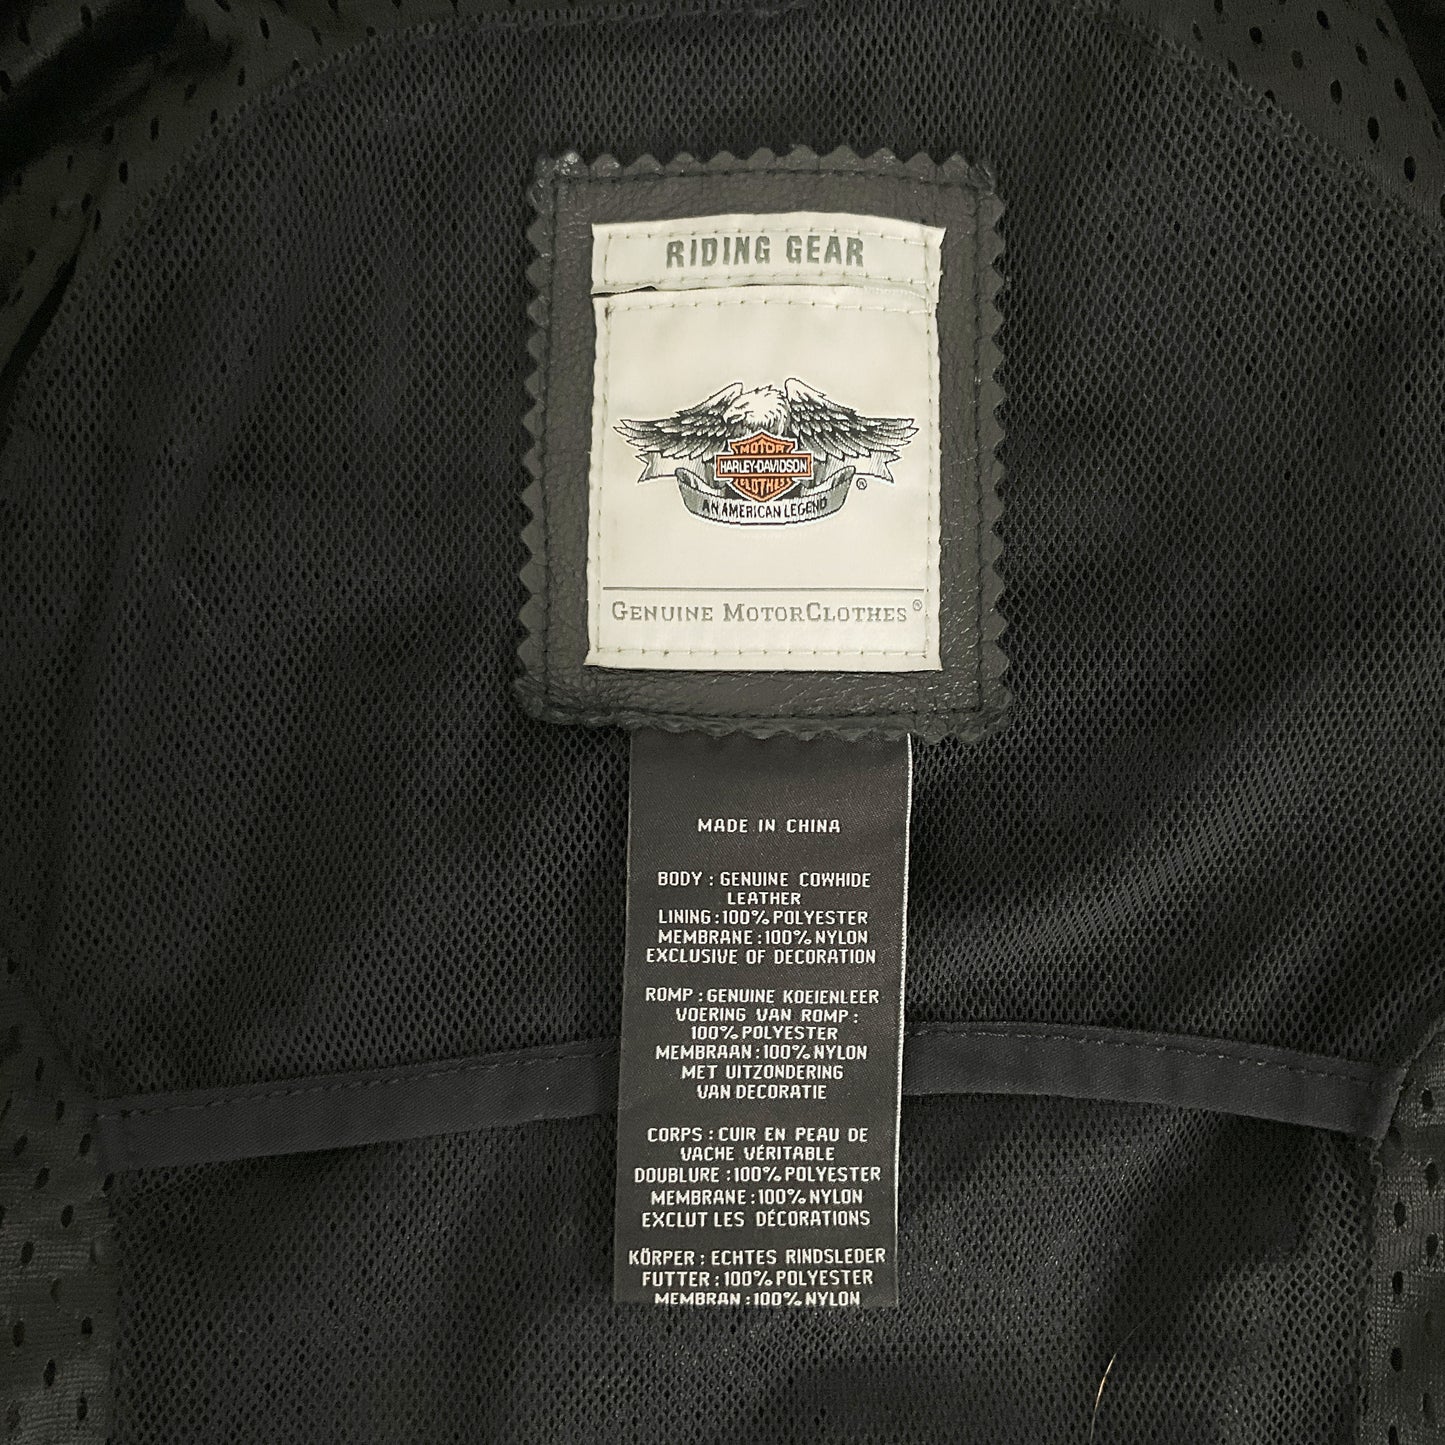 RIDING GEAR
MOTOR
HARLEY-DAVIDSON
CLOTHES
®
AN AMERICAN LEGEND
GENUINE MOTORCLOTHES®
MADE IN CHINA
BODY : GENUINE COWHIDE
LEATHER
LINING : 100% POLYESTER
MEMBRANE : 100% NYLON
EXCLUSIVE OF DECORATION
ROMP : GENUINE KOEIENLEER
VOERING VAN ROMP :
100% POLYESTER
MEMBRAAN : 100% NYLON
MET UITZONDERING
VAN DECORATIE
CORPS : CUIR EN PEAU DE
VACHE VÉRITABLE
DOUBLURE : 100% POLYESTER
MEMBRANE : 100% NYLON
EXCLUT LES DÉCORATIONS
KÖRPER : ECHTES RINDSLEDER
FUTTER : 100% POLYESTER
MEMBRAN : 100% NYLON